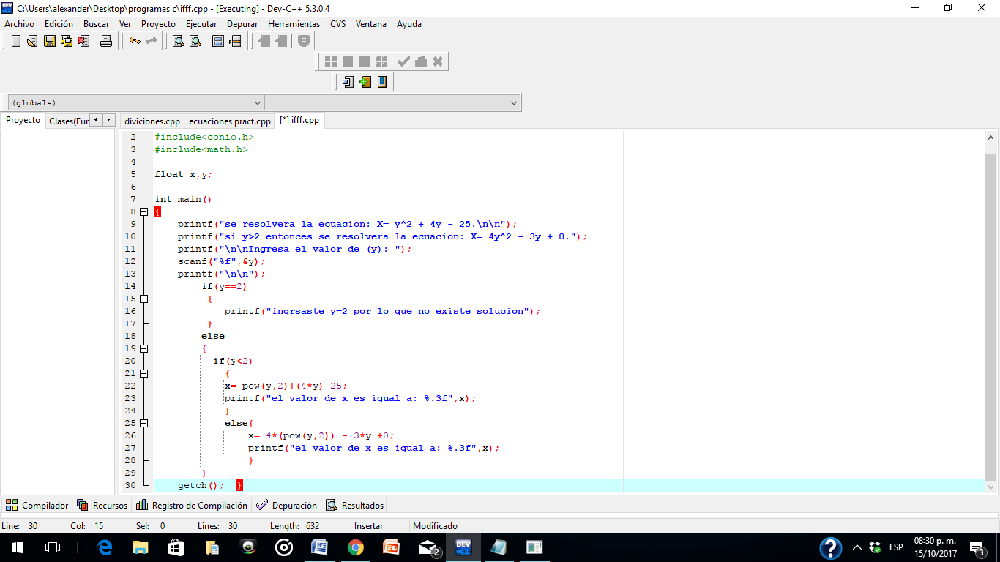 C:\Users\alexander\Desktop\programas c\ifff.cpp - [Executing] - Dev-C++ 5.3.0.4
Archivo Edición Buscar Ver Proyecto Ejecutar Depurar Herramientas CVS Ventana Ayuda
(globals)
Proyecto Clases(Fur diviciones.cpp ecuaciones pract.cpp [*] ifff.cpp
2 #include<conio.h>
3 #include<math.h>
4
5 float x,y;
6
7 int main()
8 {
9 printf("se resolvera la ecuacion: X= y^2 + 4y - 25.\n\n");
10 printf("si y>2 entonces se resolvera la ecuacion: X= 4y^2 - 3y + 0.");
11 printf("\n\nIngresa el valor de (y): ");
12 scanf("%f",&y);
13 printf("\n\n");
14 if(y==2)
15 {
16 printf("ingrsaste y=2 por lo que no existe solucion");
17 }
18 else
19 {
20 if(y<2)
21 {
22 x= pow(y,2)+(4*y)-25;
23 printf("el valor de x es igual a: %.3f",x);
24 }
25 else{
26 x= 4*(pow(y,2)) - 3*y +0;
27 printf("el valor de x es igual a: %.3f",x);
28 }
29 }
30 getch(); }
Compilador Recursos Registro de Compilación Depuración Resultados
Line: 30 Col: 15 Sel: 0 Lines: 30 Length: 632 Insertar Modificado
2 DEV C++ ? ESP 08:30 p. m.
15/10/2017 3